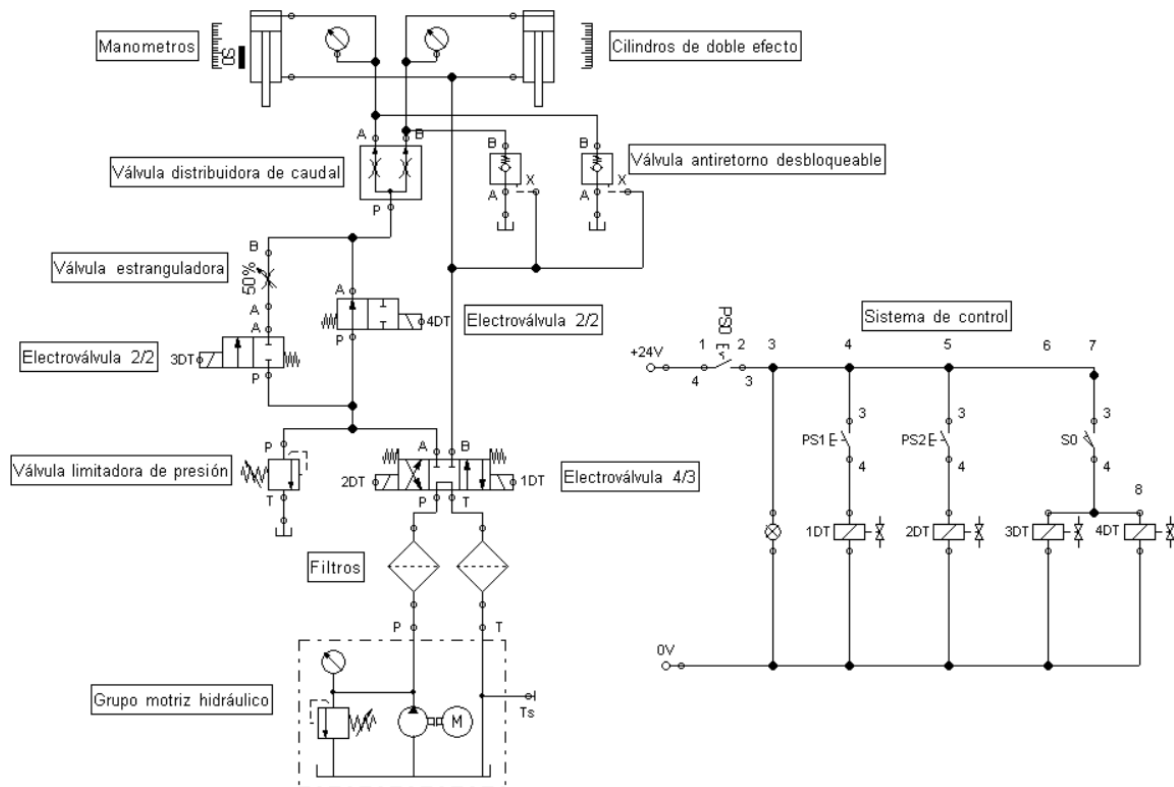 Manometros
SO
Cilindros de doble efecto
A
B
Válvula distribuidora de caudal
P
B
A
X
B
A
X
Válvula antiretorno desbloqueable
B
Válvula estranguladora
50%
A
A
Electroválvula 2/2
3DT
P
A
4DT
P
Electroválvula 2/2
P
Válvula limitadora de presión
T
A
B
2DT
1DT
P
T
Electroválvula 4/3
Filtros
P
T
Grupo motriz hidráulico
M
Ts
Sistema de control
+24V
1
PS0
2
3
4
5
6
7
4
3
PS1
3
4
PS2
3
4
SO
3
4
8
1DT
2DT
3DT
4DT
0V